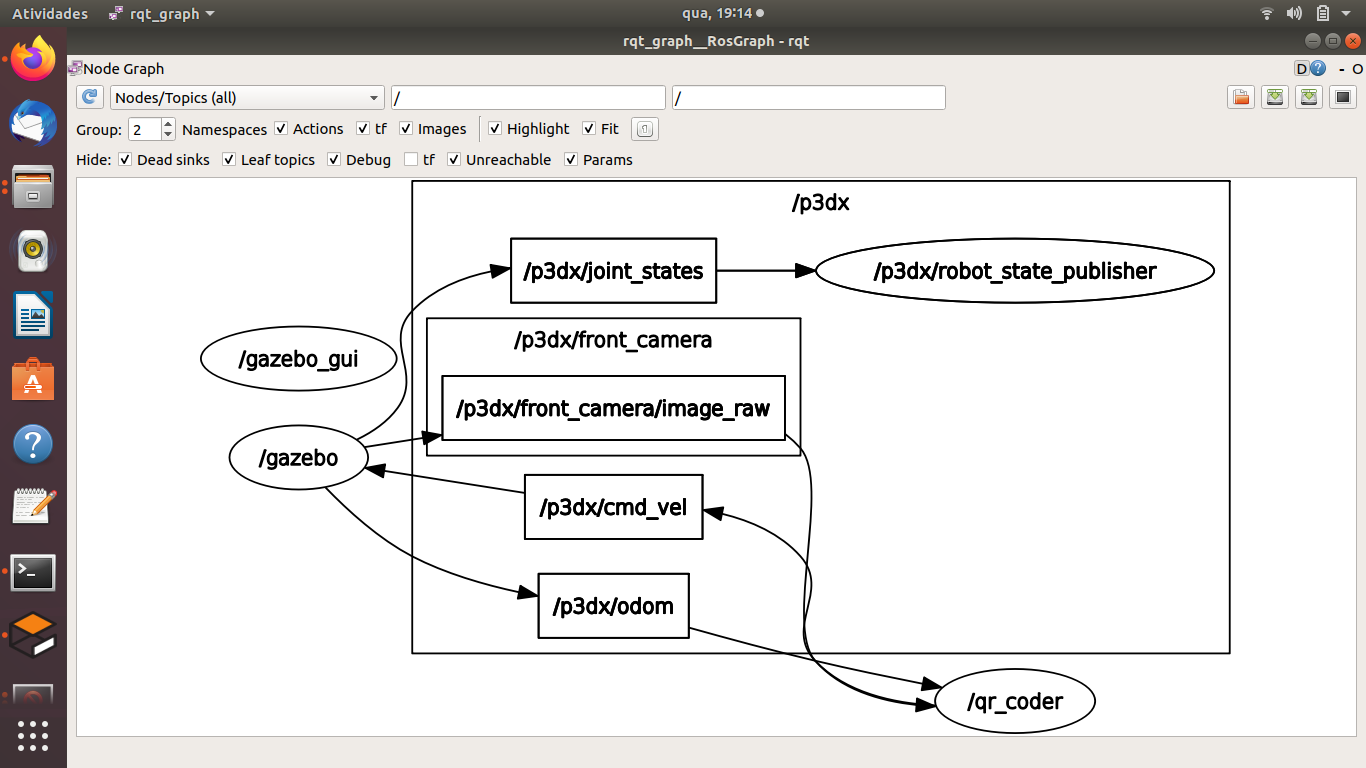 Atividades rqt_graph qua, 19:14
rqt_graph__RosGraph - rqt
Node Graph D ? - O
Nodes/Topics (all) / /
Group: 2 Namespaces Actions tf Images Highlight Fit
Hide: Dead sinks Leaf topics Debug tf Unreachable Params
/p3dx
/p3dx/joint_states /p3dx/robot_state_publisher
/p3dx/front_camera
/gazebo_gui
/p3dx/front_camera/image_raw
/gazebo
/p3dx/cmd_vel
/p3dx/odom
/qr_coder